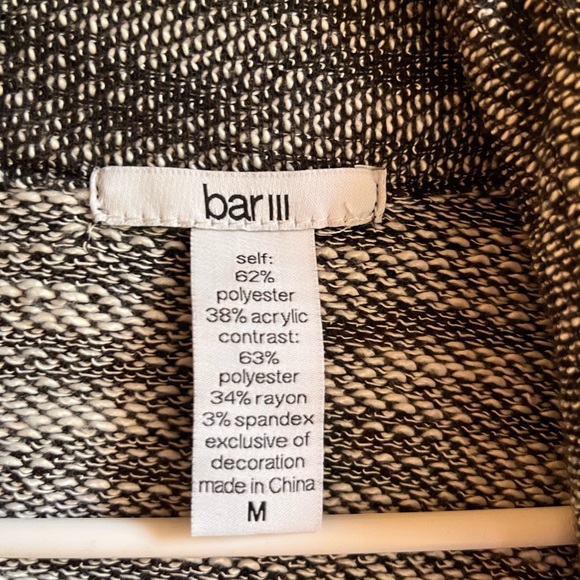 bar III
self:
62%
polyester
38% acrylic
contrast:
63%
polyester
34% rayon
3% spandex
exclusive of
decoration
made in China
M